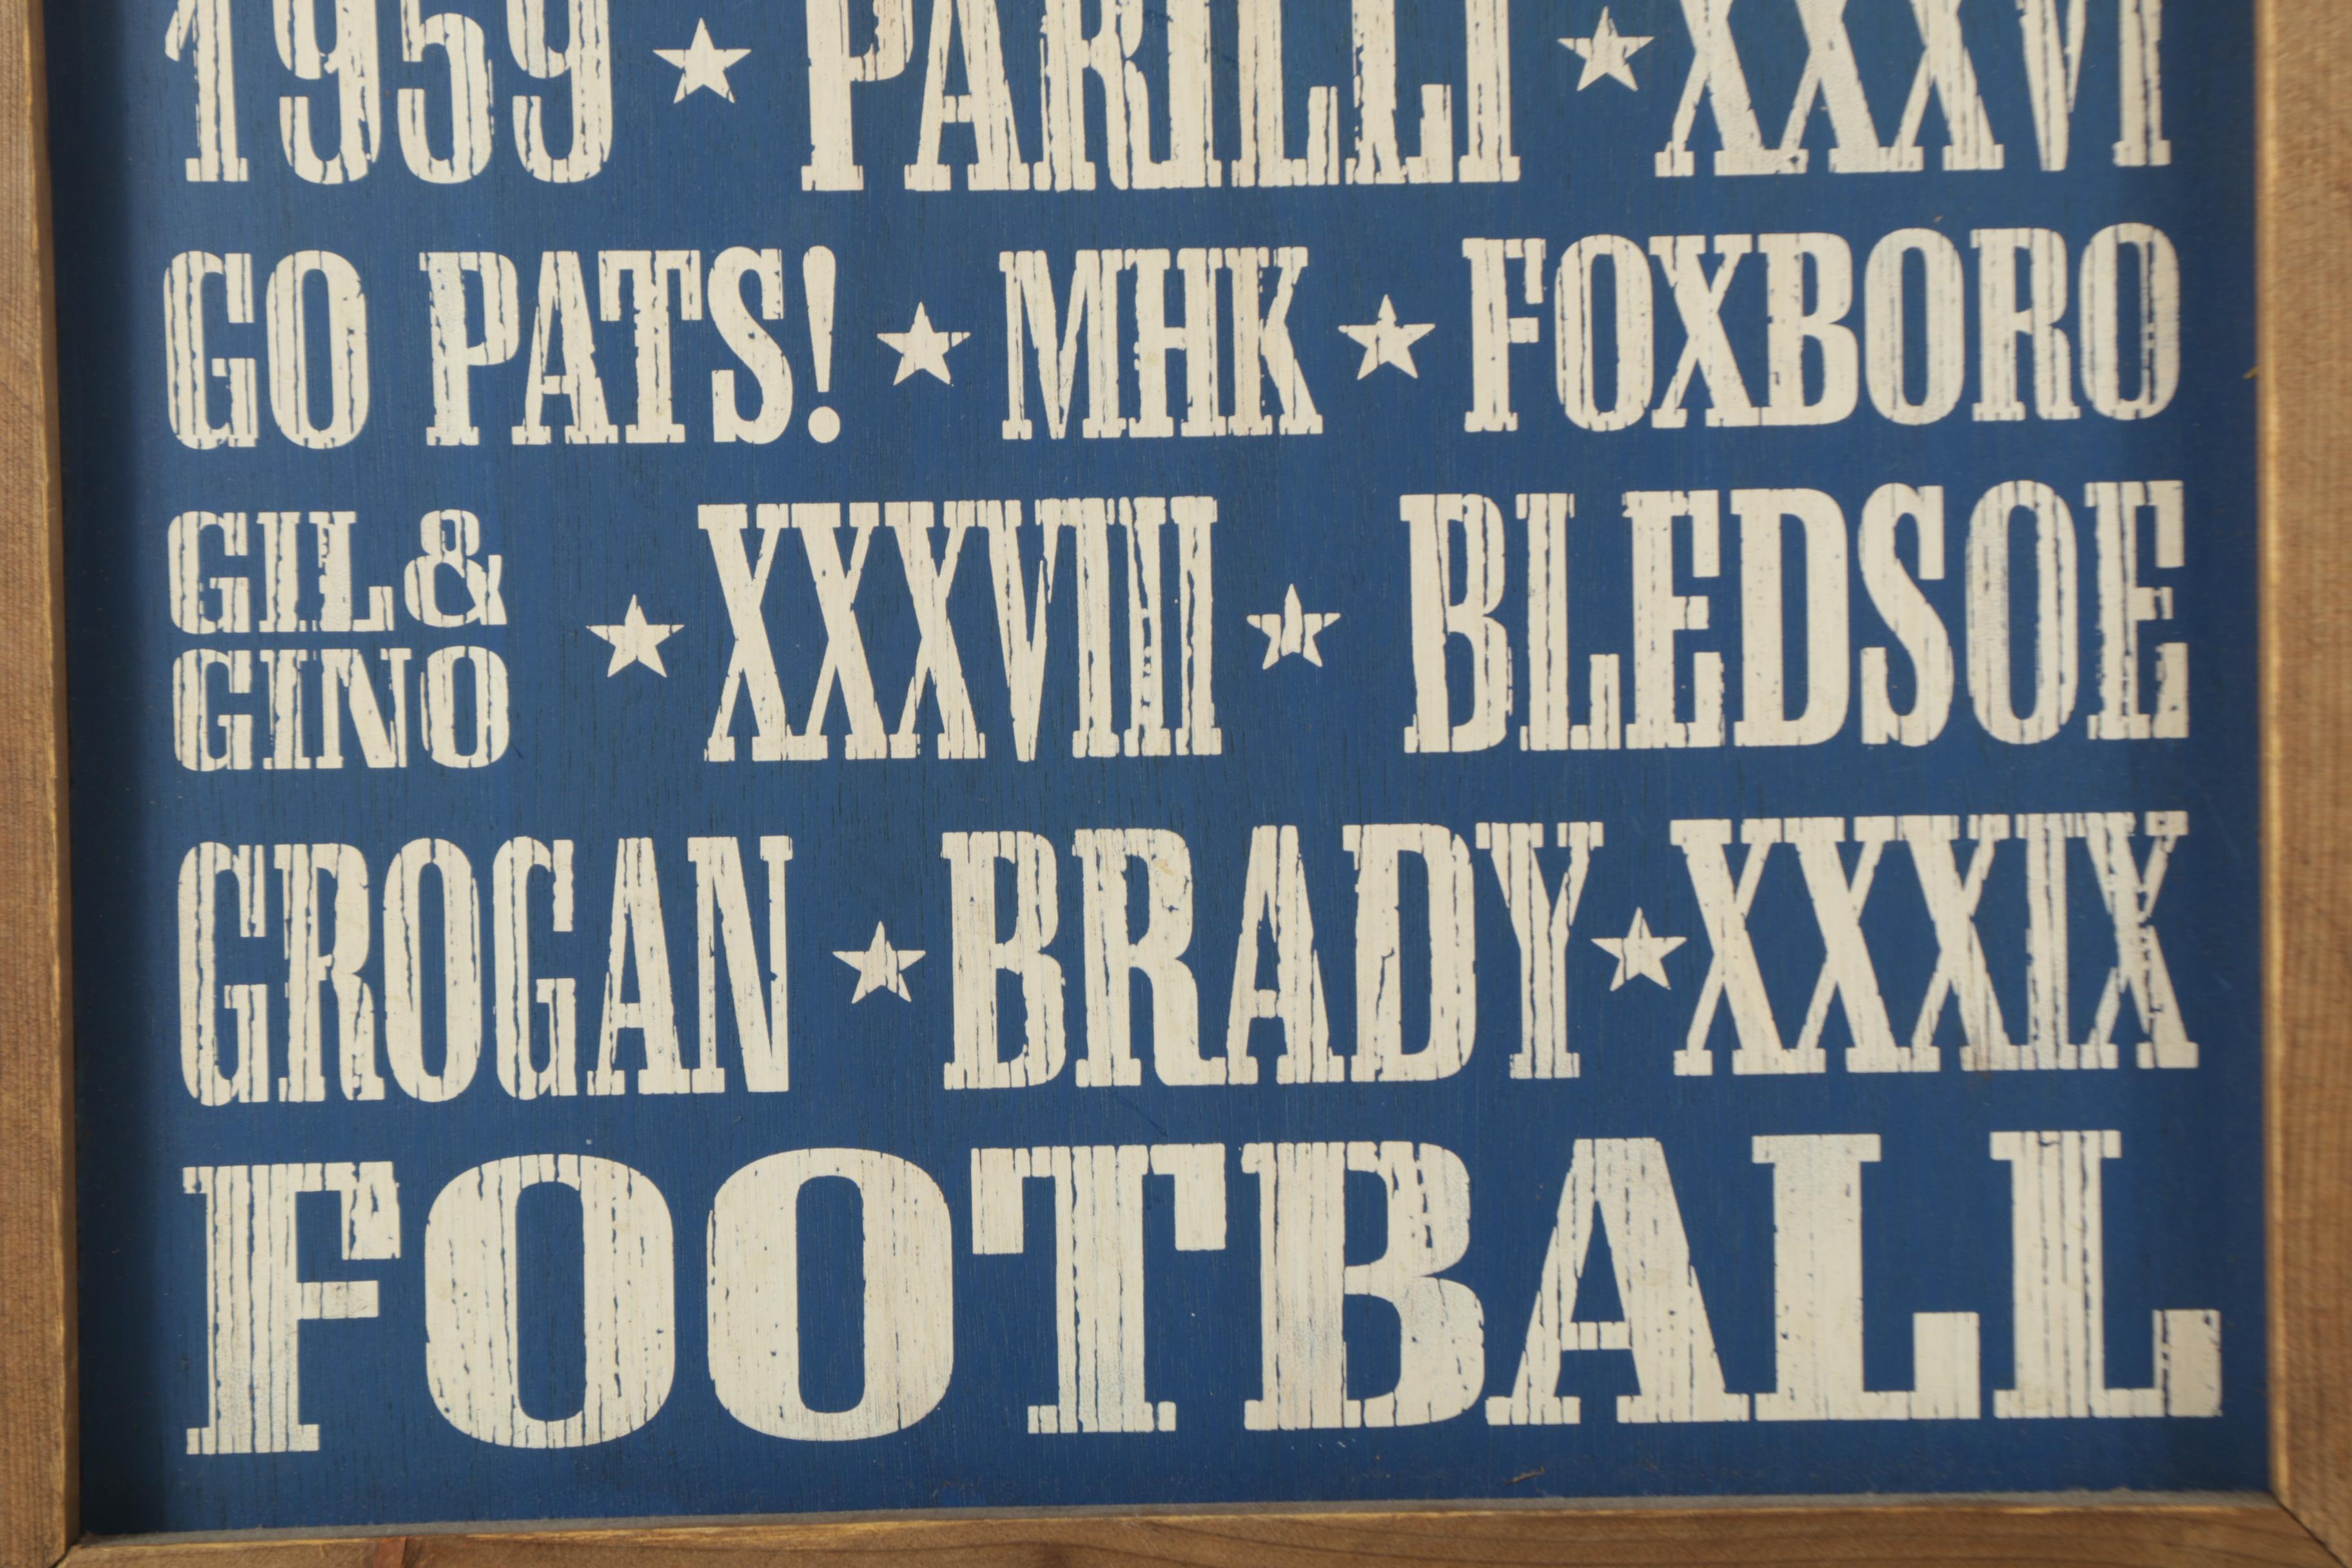 1959 ★ PARILLI ★ XXXVI
GO PATS! ★ MHK ★ FOXBORO
GIL &
GINO ★ XXXVIII ★ BLEDSOE
GROGAN ★ BRADY ★ XXXIX
FOOTBALL